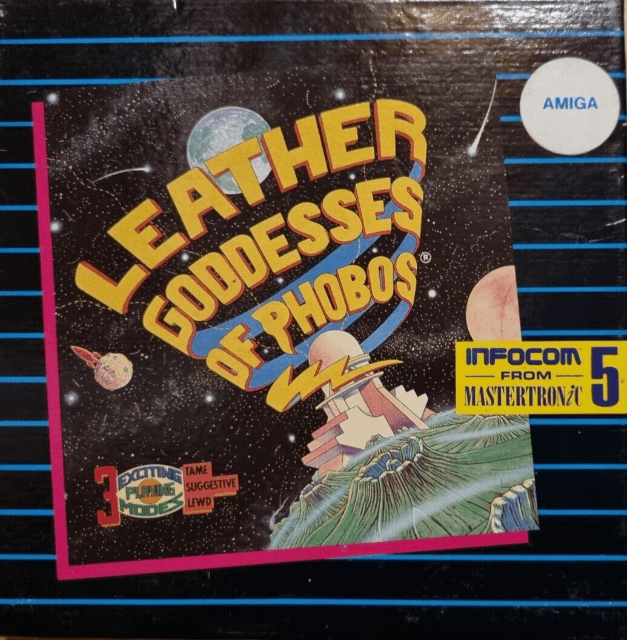 AMIGA
LEATHER
GODDESSES
OF PHOBOS®
INFOCOM
FROM
MASTERTRONiC
5
3
EXCITING
PLAYING
MODES
TAME
SUGGESTIVE
LEWD